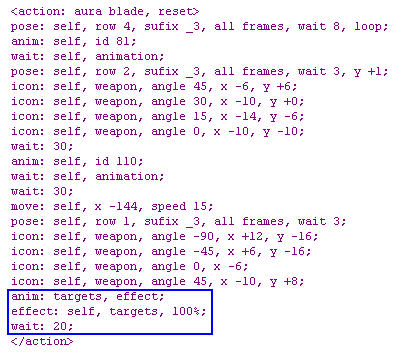 <action: aura blade, reset>
pose: self, row 4, sufix _3, all frames, wait 8, loop;
anim: self, id 81;
wait: self, animation;
pose: self, row 2, sufix _3, all frames, wait 3, y +1;
icon: self, weapon, angle 45, x -6, y +6;
icon: self, weapon, angle 30, x -10, y +0;
icon: self, weapon, angle 15, x -14, y -6;
icon: self, weapon, angle 0, x -10, y -10;
wait: 30;
anim: self, id 110;
wait: self, animation;
wait: 30;
move: self, x -144, speed 15;
pose: self, row 1, sufix _3, all frames, wait 3;
icon: self, weapon, angle -90, x +12, y -16;
icon: self, weapon, angle -45, x +6, y -16;
icon: self, weapon, angle 0, x -6;
icon: self, weapon, angle 45, x -10, y +8;
anim: targets, effect;
effect: self, targets, 100%;
wait: 20;
</action>